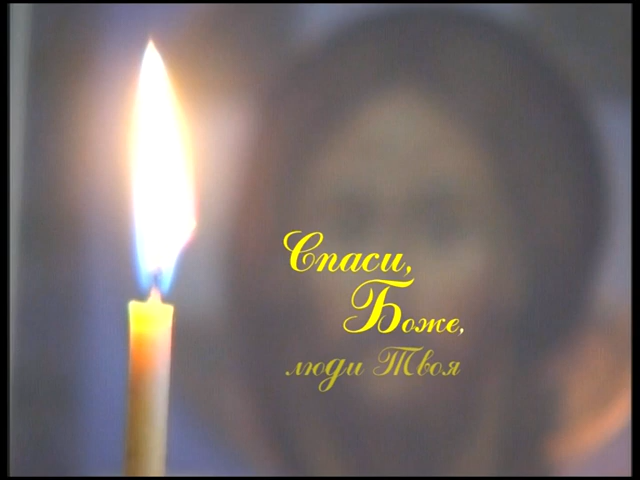 Спаси,
Боже,
люди Твоя